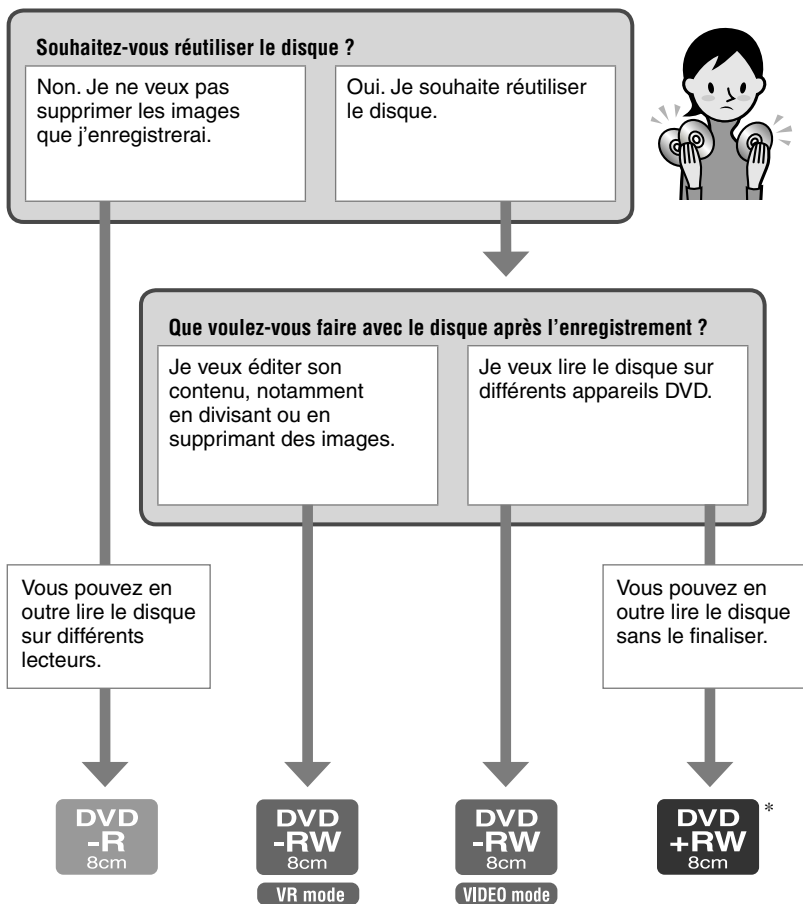 Souhaitez-vous réutiliser le disque ?
Non. Je ne veux pas
supprimer les images
que j'enregistrerai.
Oui. Je souhaite réutiliser
le disque.
Que voulez-vous faire avec le disque après l'enregistrement ?
Je veux éditer son
contenu, notamment
en divisant ou en
supprimant des images.
Je veux lire le disque sur
différents appareils DVD.
Vous pouvez en
outre lire le disque
sur différents
lecteurs.
Vous pouvez en
outre lire le disque
sans le finaliser.
DVD
-R
8cm
DVD
-RW
8cm
VR mode
DVD
-RW
8cm
VIDEO mode
DVD
+RW
8cm
*